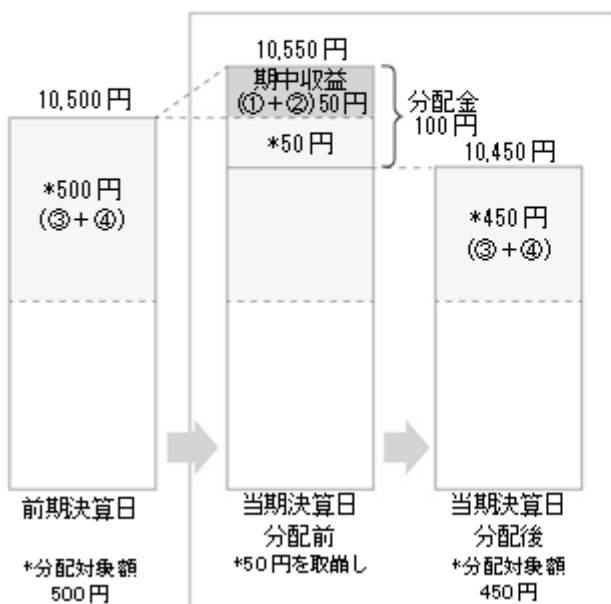 10,500円
*500円
(③＋④)
前期決算日
*分配対象額
500円
10,550円
期中収益
(①＋②)50円
*50円
分配金
100円
当期決算日
分配前
*50円を取崩し
10,450円
*450円
(③＋④)
当期決算日
分配後
*分配対象額
450円